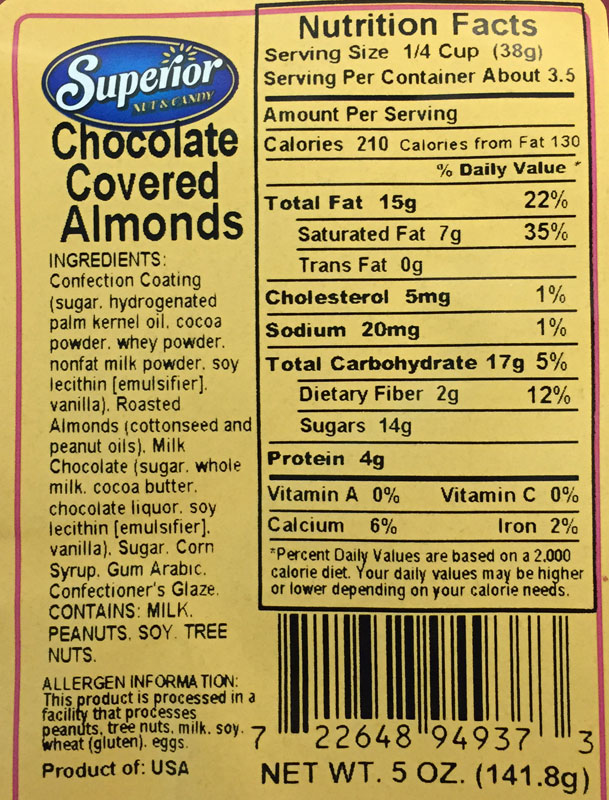 Superior
NUT & CANDY
Chocolate
Covered
Almonds
INGREDIENTS:
Confection Coating
(sugar, hydrogenated
palm kernel oil, cocoa
powder, whey powder,
nonfat milk powder, soy
lecithin [emulsifier],
vanilla), Roasted
Almonds (cottonseed and
peanut oils), Milk
Chocolate (sugar, whole
milk, cocoa butter,
chocolate liquor, soy
lecithin [emulsifier],
vanilla), Sugar, Corn
Syrup, Gum Arabic,
Confectioner's Glaze.
CONTAINS: MILK,
PEANUTS, SOY, TREE
NUTS.
ALLERGEN INFORMATION:
This product is processed in a
facility that processes
peanuts, tree nuts, milk, soy,
wheat (gluten), eggs.
Product of: USA
Nutrition Facts
Serving Size 1/4 Cup (38g)
Serving Per Container About 3.5
Amount Per Serving
Calories 210 Calories from Fat 130
% Daily Value *
Total Fat 15g 22%
Saturated Fat 7g 35%
Trans Fat 0g
Cholesterol 5mg 1%
Sodium 20mg 1%
Total Carbohydrate 17g 5%
Dietary Fiber 2g 12%
Sugars 14g
Protein 4g
Vitamin A 0% Vitamin C 0%
Calcium 6% Iron 2%
*Percent Daily Values are based on a 2,000
calorie diet. Your daily values may be higher
or lower depending on your calorie needs.
7 22648 94937 3
NET WT. 5 OZ. (141.8g)